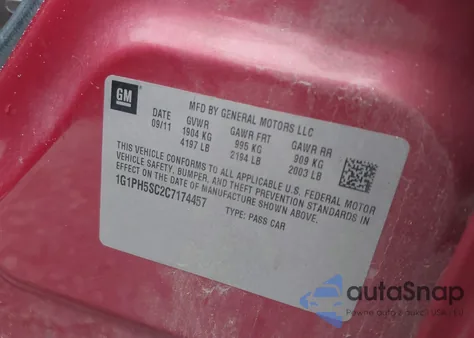 GM
MFD BY GENERAL MOTORS LLC
DATE GVWR GAWR FRT GAWR RR
09/11 1904 KG 995 KG 909 KG
4197 LB 2194 LB 2003 LB
THIS VEHICLE CONFORMS TO ALL APPLICABLE U.S. FEDERAL MOTOR
VEHICLE SAFETY, BUMPER, AND THEFT PREVENTION STANDARDS IN
EFFECT ON THE DATE OF MANUFACTURE SHOWN ABOVE.
1G1PH5SC2C7174457
TYPE: PASS CAR
autoSnap